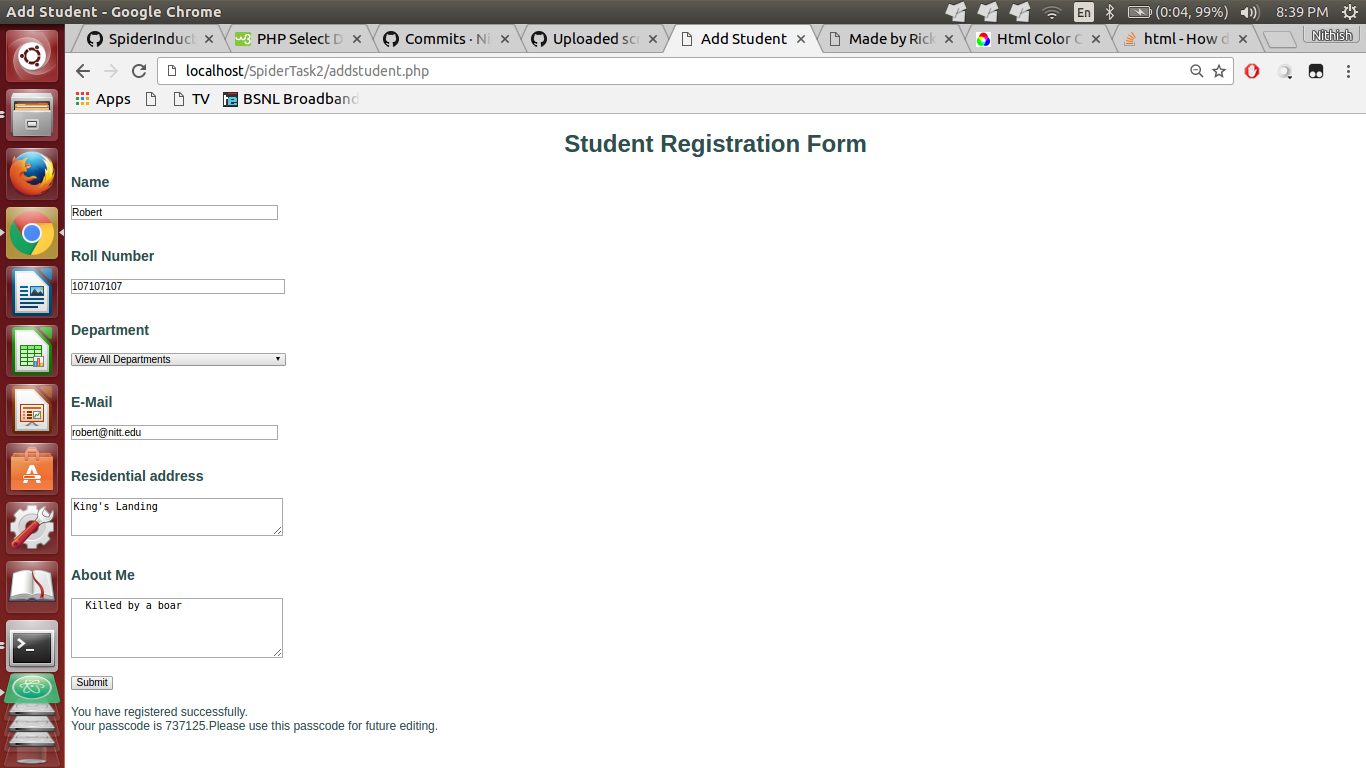 Add Student - Google Chrome
En
(0:04, 99%)
8:39 PM
SpiderInduct
PHP Select D
Commits · Ni
Uploaded scr
Add Student
Made by Rick
Html Color C
html - How d
Nithish
localhost/SpiderTask2/addstudent.php
Apps
TV
BSNL Broadband
Student Registration Form
Name
Robert
Roll Number
107107107
Department
View All Departments
E-Mail
robert@nitt.edu
Residential address
King's Landing
About Me
Killed by a boar
Submit
You have registered successfully.
Your passcode is 737125.Please use this passcode for future editing.